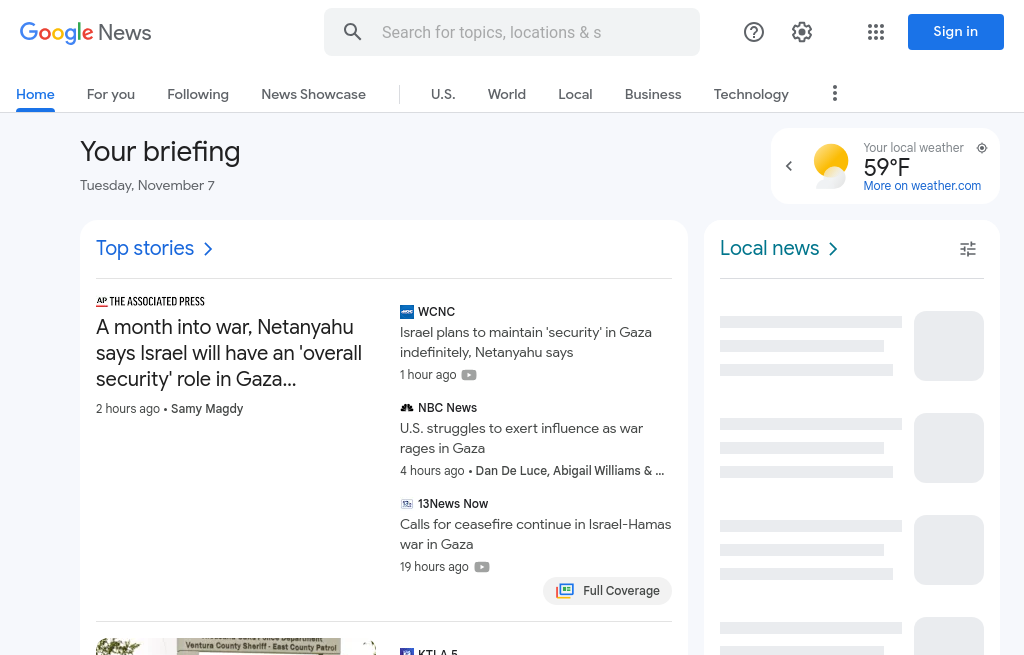 Google News
Search for topics, locations & s
Sign in
Home
For you
Following
News Showcase
U.S.
World
Local
Business
Technology
Your briefing
Tuesday, November 7
Your local weather
59°F
More on weather.com
Top stories
Local news
AP THE ASSOCIATED PRESS
A month into war, Netanyahu
says Israel will have an 'overall
security' role in Gaza...
2 hours ago • Samy Magdy
WCNC
Israel plans to maintain 'security' in Gaza
indefinitely, Netanyahu says
1 hour ago
NBC News
U.S. struggles to exert influence as war
rages in Gaza
4 hours ago • Dan De Luce, Abigail Williams & ...
13News Now
Calls for ceasefire continue in Israel-Hamas
war in Gaza
19 hours ago
Full Coverage
Ventura County Sheriff - East County Patrol
KTLA 5